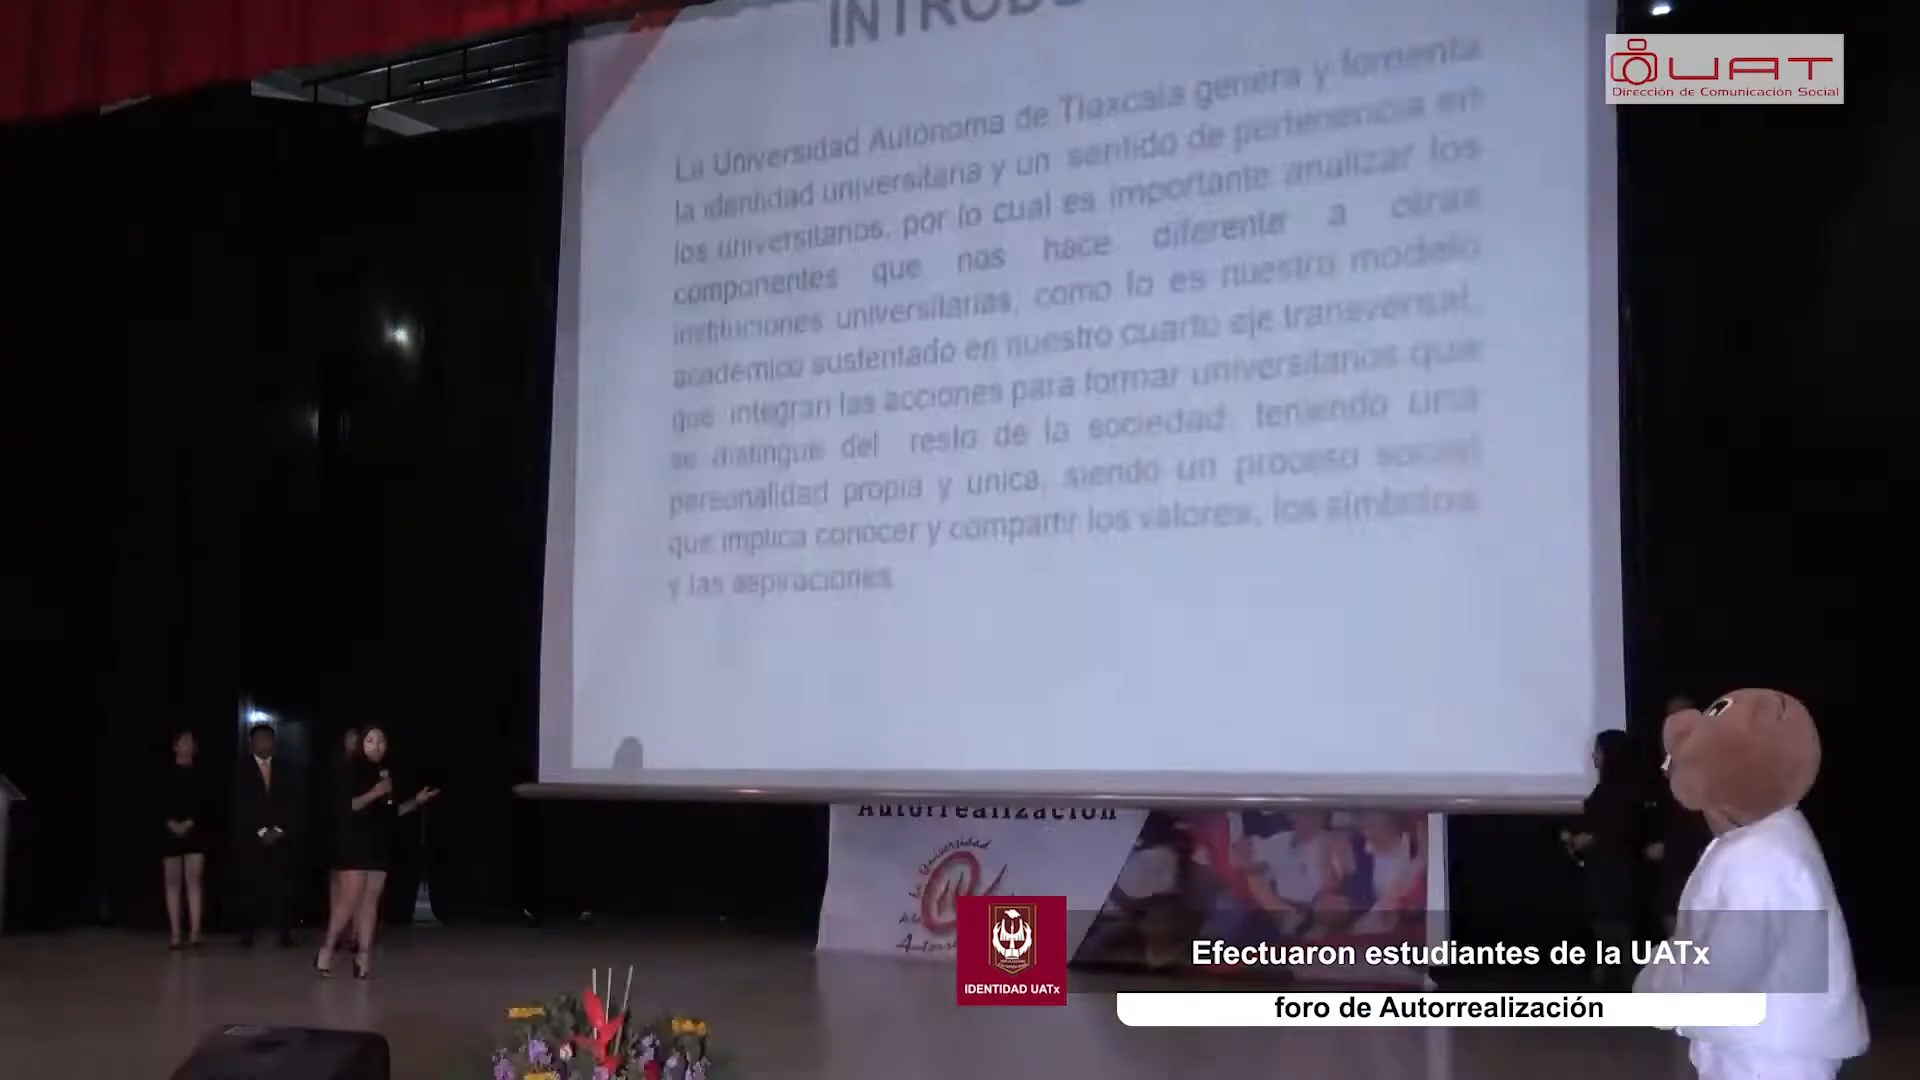 INTRODU
La Universidad Autónoma de Tlaxcala genera y fomenta
la identidad universitaria y un sentido de pertenencia en
los universitarios, por lo cual es importante analizar los
componentes que nos hace diferente a otras
instituciones universitarias, como lo es nuestro modelo
académico sustentado en nuestro cuarto eje transversal,
que integran las acciones para formar universitarios que
se distingue del resto de la sociedad, teniendo una
personalidad propia y unica, siendo un proceso social
que implica conocer y compartir los valores, los símbolos
y las aspiraciones
UAT
Dirección de Comunicación Social
Autorrealización
La Universidad
IDENTIDAD UATx
Efectuaron estudiantes de la UATx
foro de Autorrealización